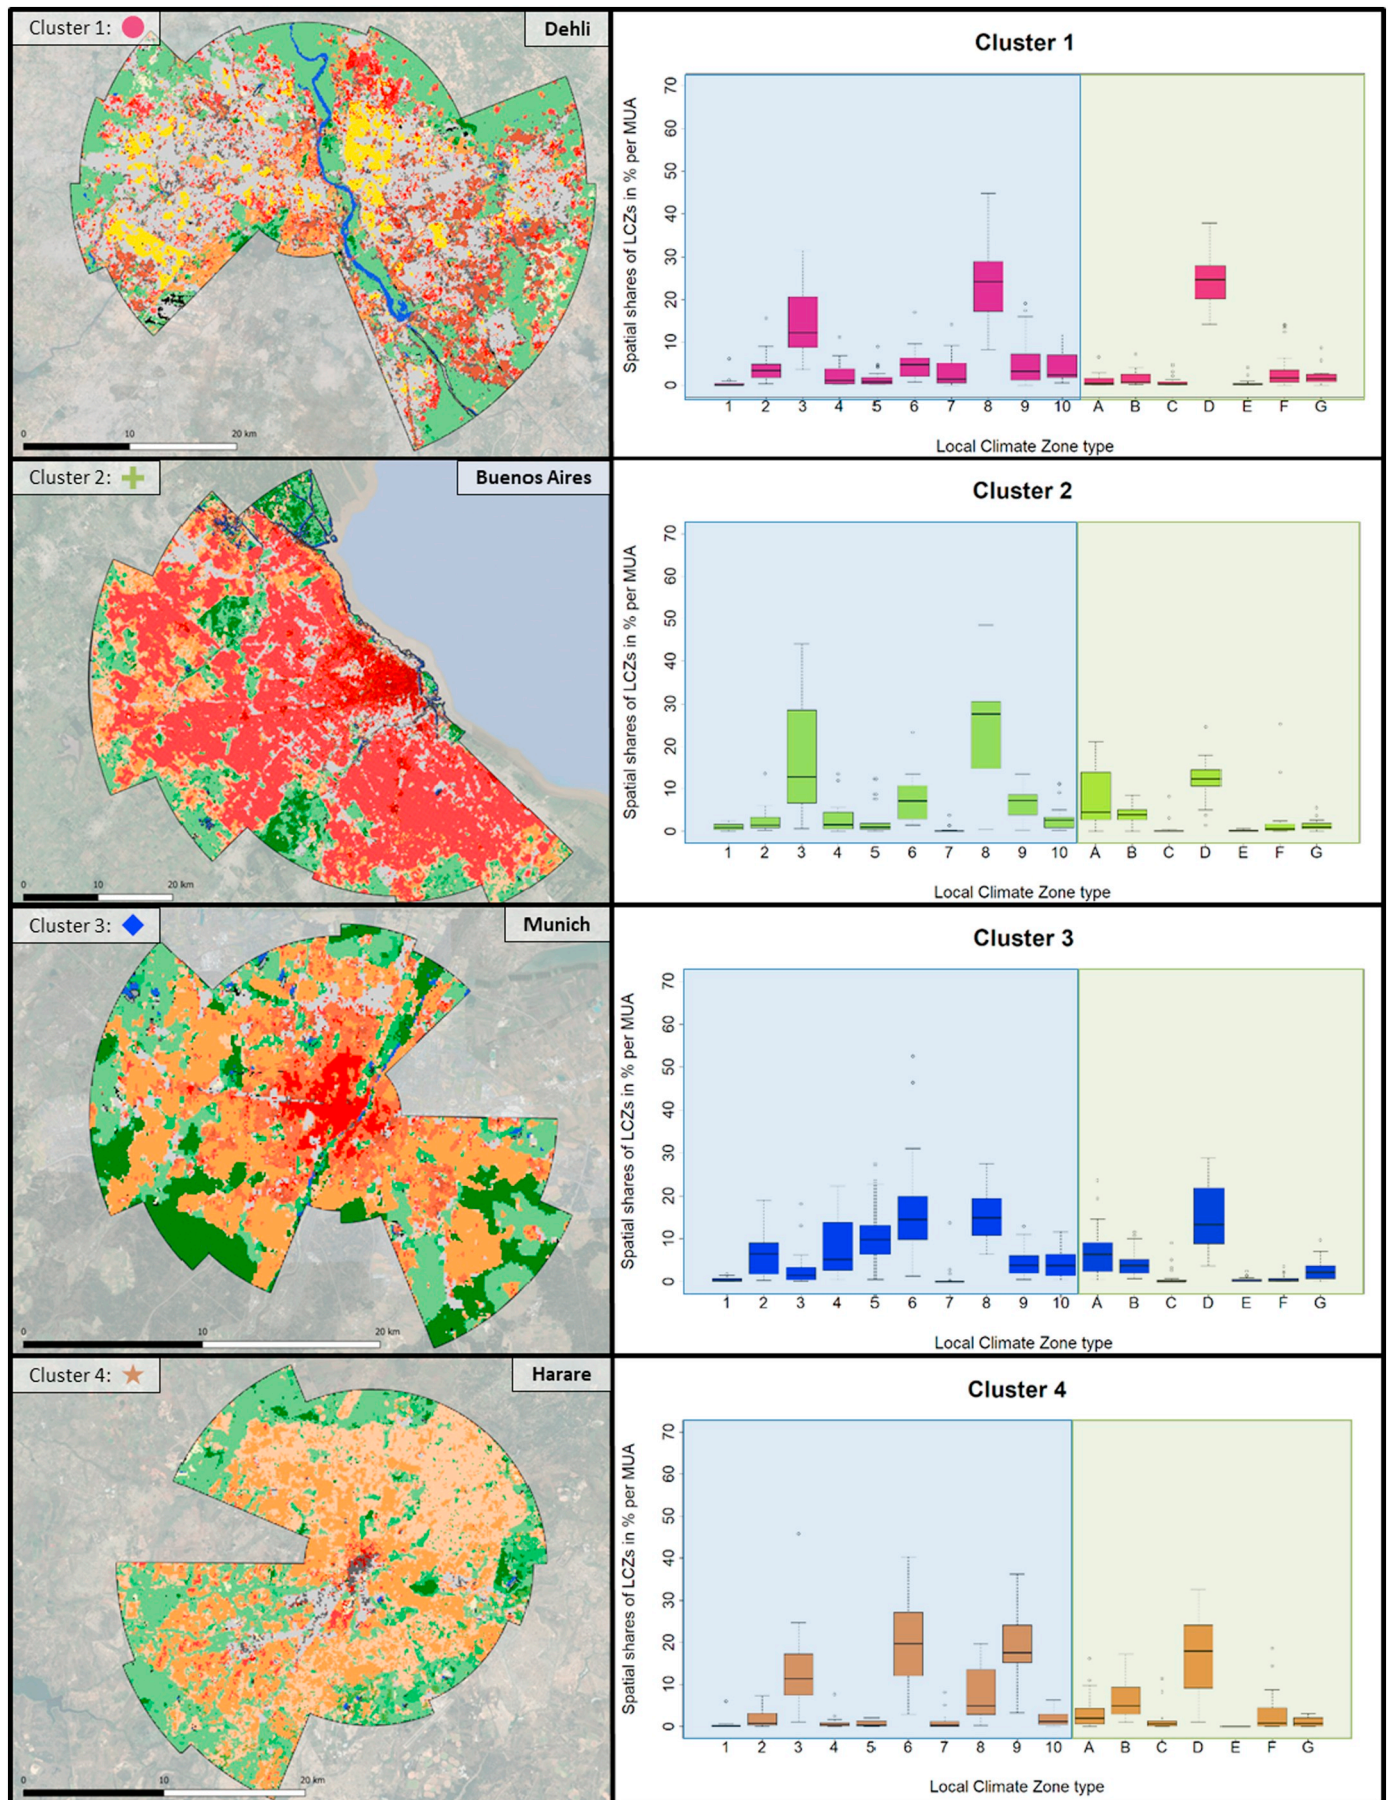 Cluster 1:
Dehli
0 10 20 km
Cluster 1
Spatial shares of LCZs in % per MUA
70
60
50
40
30
20
10
0
1 2 3 4 5 6 7 8 9 10 A B C D E F G
Local Climate Zone type
Cluster 2:
Buenos Aires
0 10 20 km
Cluster 2
Spatial shares of LCZs in % per MUA
70
60
50
40
30
20
10
0
1 2 3 4 5 6 7 8 9 10 A B C D E F G
Local Climate Zone type
Cluster 3:
Munich
0 10 20 km
Cluster 3
Spatial shares of LCZs in % per MUA
70
60
50
40
30
20
10
0
1 2 3 4 5 6 7 8 9 10 A B C D E F G
Local Climate Zone type
Cluster 4:
Harare
0 10 20 km
Cluster 4
Spatial shares of LCZs in % per MUA
70
60
50
40
30
20
10
0
1 2 3 4 5 6 7 8 9 10 A B C D E F G
Local Climate Zone type